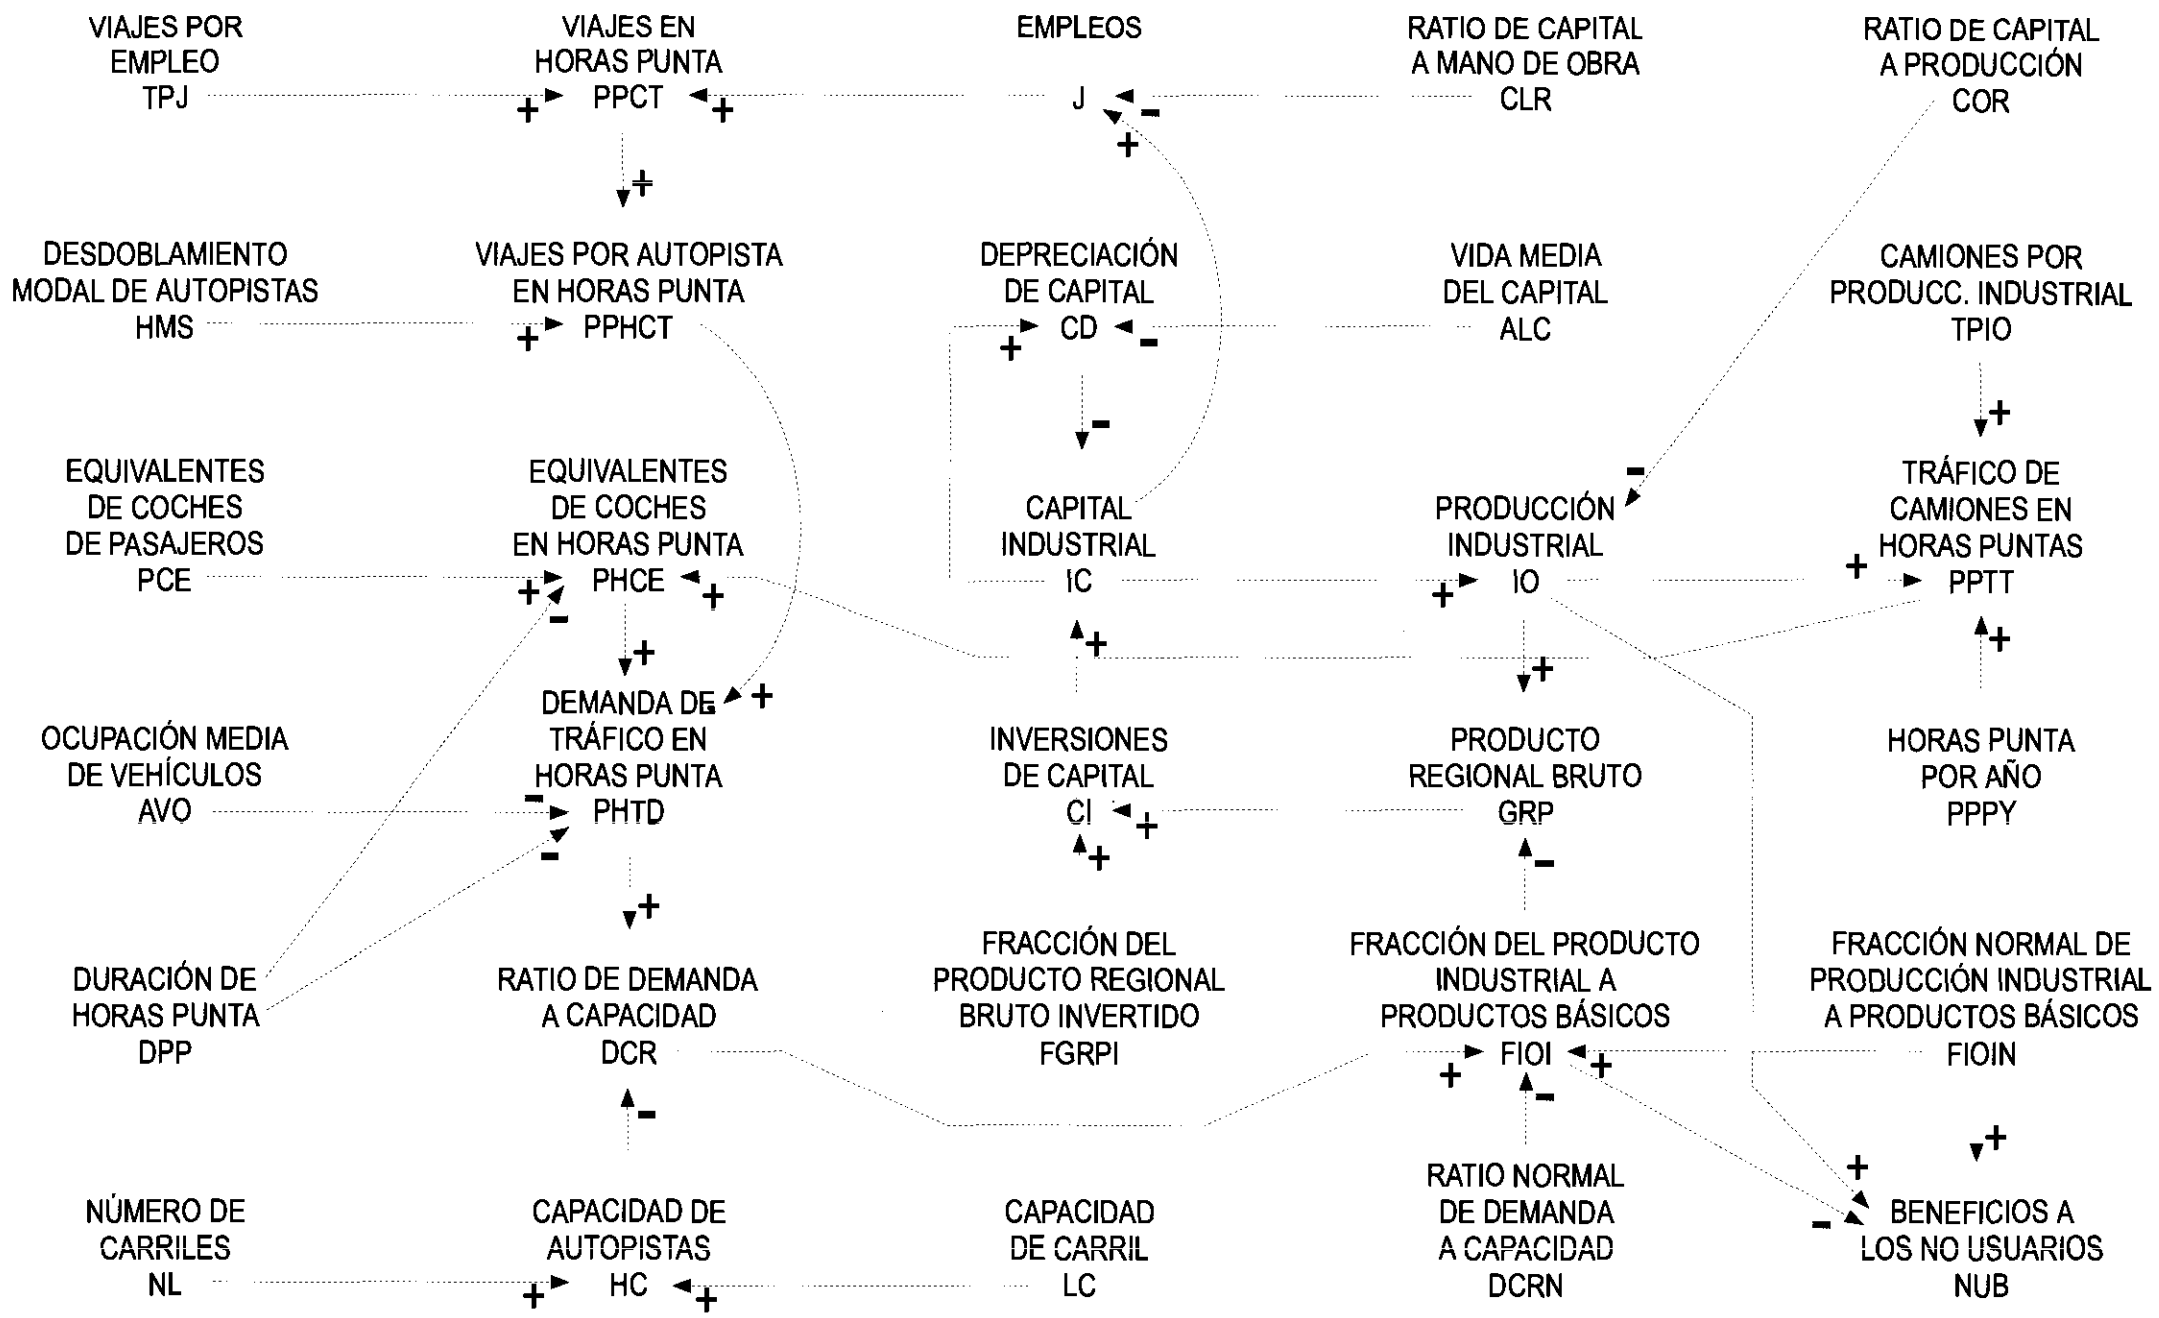 VIAJES POR
EMPLEO
TPJ
VIAJES EN
HORAS PUNTA
PPCT
EMPLEOS
J
RATIO DE CAPITAL
A MANO DE OBRA
CLR
RATIO DE CAPITAL
A PRODUCCIÓN
COR
+
+
-
+
+
DESDOBLAMIENTO
MODAL DE AUTOPISTAS
HMS
VIAJES POR AUTOPISTA
EN HORAS PUNTA
PPHCT
DEPRECIACIÓN
DE CAPITAL
CD
VIDA MEDIA
DEL CAPITAL
ALC
CAMIONES POR
PRODUCC. INDUSTRIAL
TPIO
+
+
-
-
+
EQUIVALENTES
DE COCHES
DE PASAJEROS
PCE
EQUIVALENTES
DE COCHES
EN HORAS PUNTA
PHCE
CAPITAL
INDUSTRIAL
IC
PRODUCCIÓN
INDUSTRIAL
IO
TRÁFICO DE
CAMIONES EN
HORAS PUNTAS
PPTT
-
+
-
+
+
+
+
+
+
+
OCUPACIÓN MEDIA
DE VEHÍCULOS
AVO
DEMANDA DE
TRÁFICO EN
HORAS PUNTA
PHTD
INVERSIONES
DE CAPITAL
CI
PRODUCTO
REGIONAL BRUTO
GRP
HORAS PUNTA
POR AÑO
PPPY
+
-
-
+
+
-
+
DURACIÓN DE
HORAS PUNTA
DPP
RATIO DE DEMANDA
A CAPACIDAD
DCR
FRACCIÓN DEL
PRODUCTO REGIONAL
BRUTO INVERTIDO
FGRPI
FRACCIÓN DEL PRODUCTO
INDUSTRIAL A
PRODUCTOS BÁSICOS
FIOI
FRACCIÓN NORMAL DE
PRODUCCIÓN INDUSTRIAL
A PRODUCTOS BÁSICOS
FIOIN
+
+
-
-
+
+
-
NÚMERO DE
CARRILES
NL
CAPACIDAD DE
AUTOPISTAS
HC
CAPACIDAD
DE CARRIL
LC
RATIO NORMAL
DE DEMANDA
A CAPACIDAD
DCRN
BENEFICIOS A
LOS NO USUARIOS
NUB
+
+